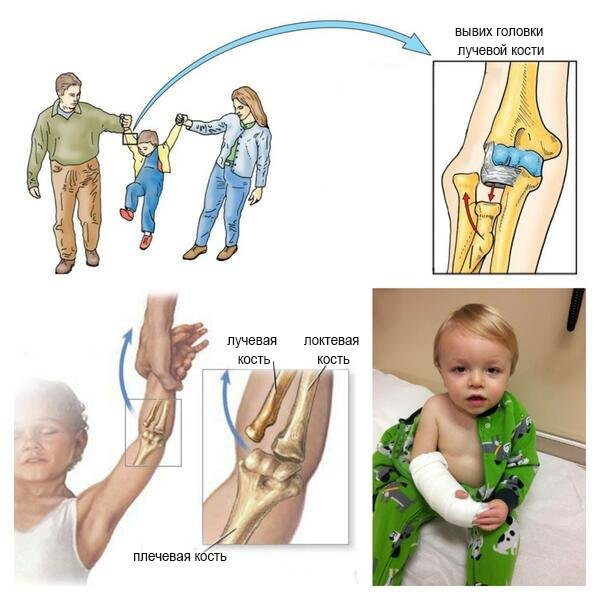 вывих головки
лучевой кости
лучевая
кость
локтевая
кость
плечевая кость